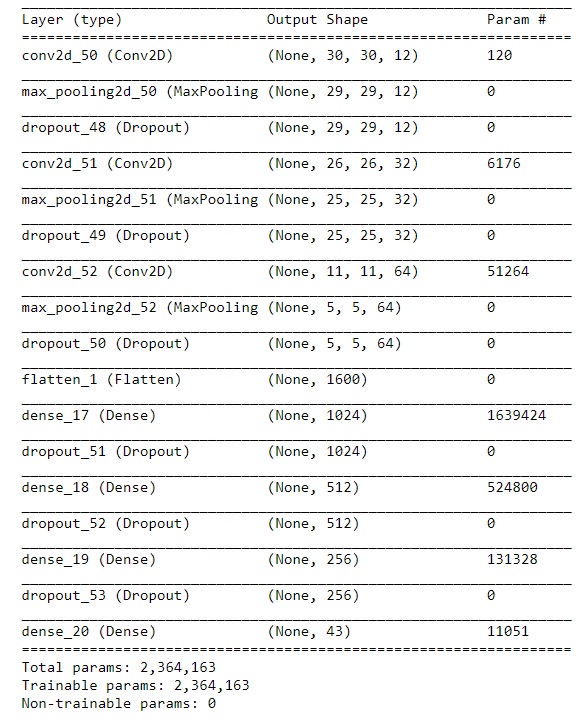 Layer (type) Output Shape Param #
conv2d_50 (Conv2D) (None, 30, 30, 12) 120
max_pooling2d_50 (MaxPooling (None, 29, 29, 12) 0
dropout_48 (Dropout) (None, 29, 29, 12) 0
conv2d_51 (Conv2D) (None, 26, 26, 32) 6176
max_pooling2d_51 (MaxPooling (None, 25, 25, 32) 0
dropout_49 (Dropout) (None, 25, 25, 32) 0
conv2d_52 (Conv2D) (None, 11, 11, 64) 51264
max_pooling2d_52 (MaxPooling (None, 5, 5, 64) 0
dropout_50 (Dropout) (None, 5, 5, 64) 0
flatten_1 (Flatten) (None, 1600) 0
dense_17 (Dense) (None, 1024) 1639424
dropout_51 (Dropout) (None, 1024) 0
dense_18 (Dense) (None, 512) 524800
dropout_52 (Dropout) (None, 512) 0
dense_19 (Dense) (None, 256) 131328
dropout_53 (Dropout) (None, 256) 0
dense_20 (Dense) (None, 43) 11051
Total params: 2,364,163
Trainable params: 2,364,163
Non-trainable params: 0